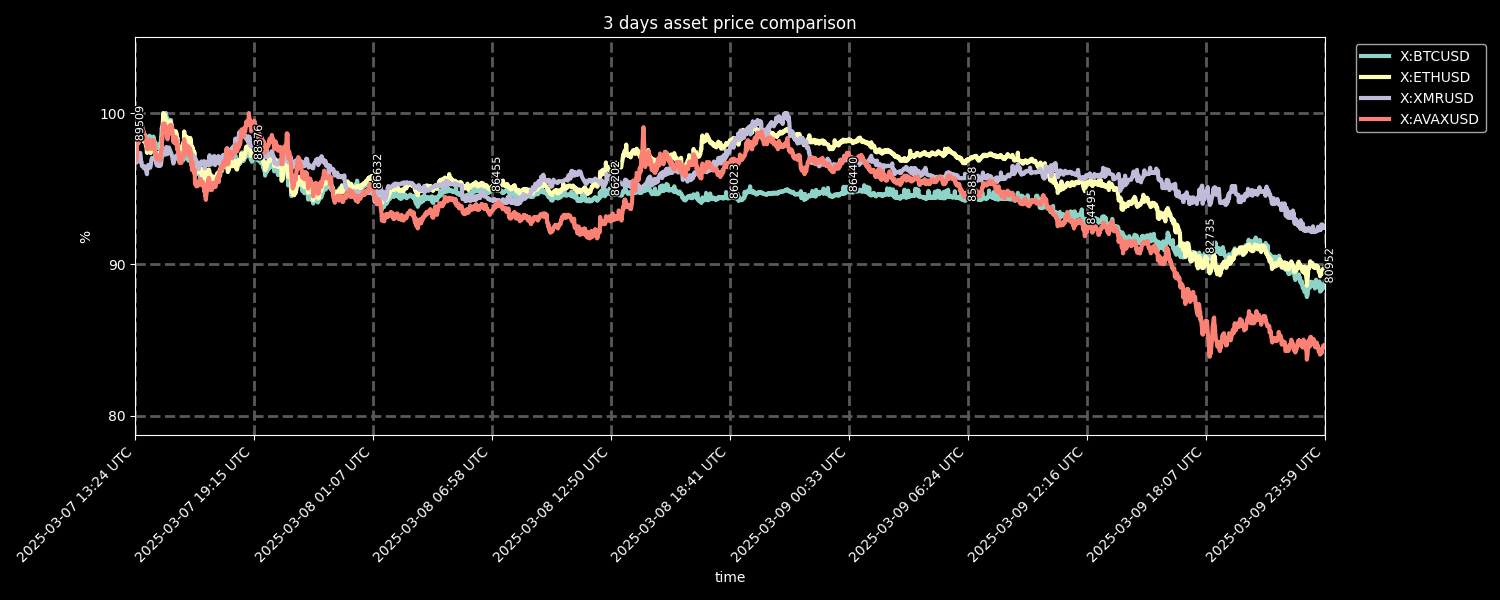 3 days asset price comparison
X:BTCUSD
X:ETHUSD
X:XMRUSD
X:AVAXUSD
%
100
90
80
89509
88376
86332
86455
86202
86023
86440
85858
84495
82735
80952
2025-03-07 13:24 UTC
2025-03-07 19:15 UTC
2025-03-08 01:07 UTC
2025-03-08 06:58 UTC
2025-03-08 12:50 UTC
2025-03-08 18:41 UTC
2025-03-09 00:33 UTC
2025-03-09 06:24 UTC
2025-03-09 12:16 UTC
2025-03-09 18:07 UTC
2025-03-09 23:59 UTC
time